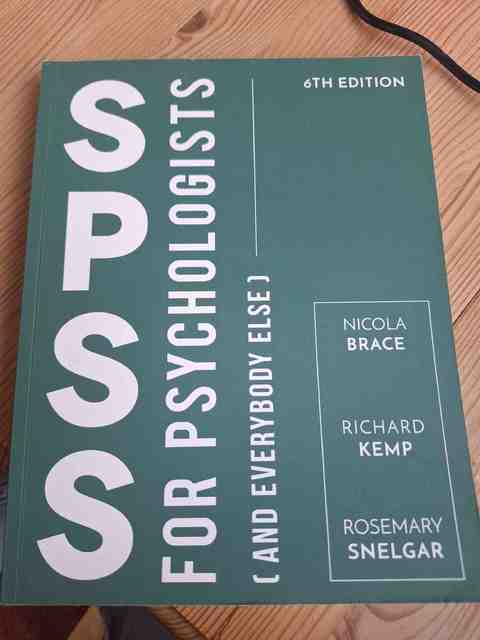 SPSS
FOR PSYCHOLOGISTS
( AND EVERYBODY ELSE )
6TH EDITION
NICOLA
BRACE
RICHARD
KEMP
ROSEMARY
SNELGAR